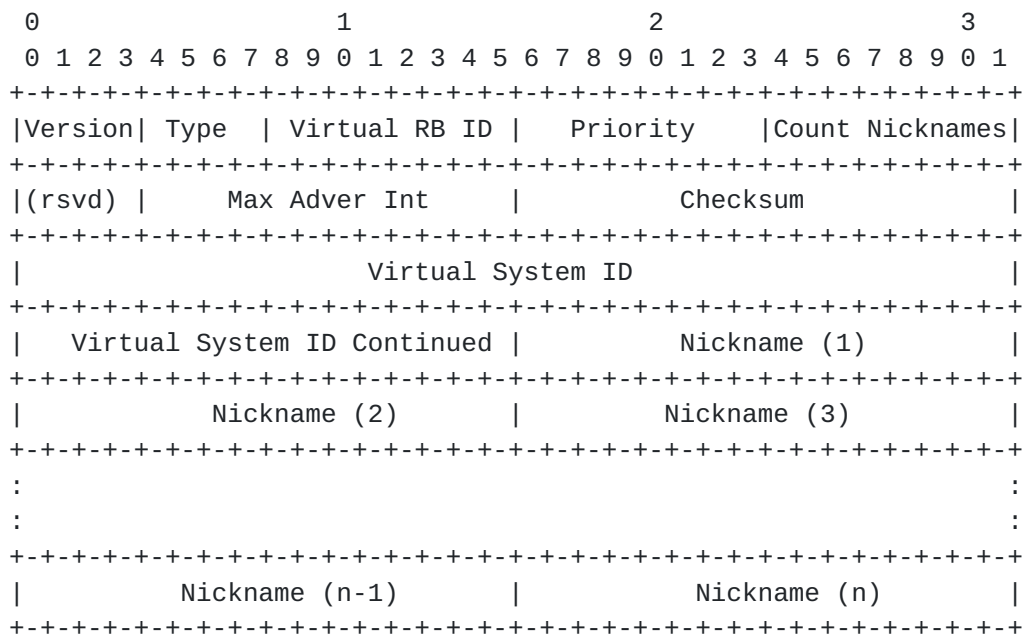 0                   1                   2                   3
 0 1 2 3 4 5 6 7 8 9 0 1 2 3 4 5 6 7 8 9 0 1 2 3 4 5 6 7 8 9 0 1
+-+-+-+-+-+-+-+-+-+-+-+-+-+-+-+-+-+-+-+-+-+-+-+-+-+-+-+-+-+-+-+-+
|Version| Type  | Virtual RB ID |   Priority    |Count Nicknames|
+-+-+-+-+-+-+-+-+-+-+-+-+-+-+-+-+-+-+-+-+-+-+-+-+-+-+-+-+-+-+-+-+
|(rsvd) |     Max Adver Int     |          Checksum             |
+-+-+-+-+-+-+-+-+-+-+-+-+-+-+-+-+-+-+-+-+-+-+-+-+-+-+-+-+-+-+-+-+
|                      Virtual System ID                        |
+-+-+-+-+-+-+-+-+-+-+-+-+-+-+-+-+-+-+-+-+-+-+-+-+-+-+-+-+-+-+-+-+
|   Virtual System ID Continued |          Nickname (1)         |
+-+-+-+-+-+-+-+-+-+-+-+-+-+-+-+-+-+-+-+-+-+-+-+-+-+-+-+-+-+-+-+-+
|            Nickname (2)       |         Nickname (3)          |
+-+-+-+-+-+-+-+-+-+-+-+-+-+-+-+-+-+-+-+-+-+-+-+-+-+-+-+-+-+-+-+-+
:                                                               :
:                                                               :
+-+-+-+-+-+-+-+-+-+-+-+-+-+-+-+-+-+-+-+-+-+-+-+-+-+-+-+-+-+-+-+-+
|          Nickname (n-1)       |           Nickname (n)        |
+-+-+-+-+-+-+-+-+-+-+-+-+-+-+-+-+-+-+-+-+-+-+-+-+-+-+-+-+-+-+-+-+